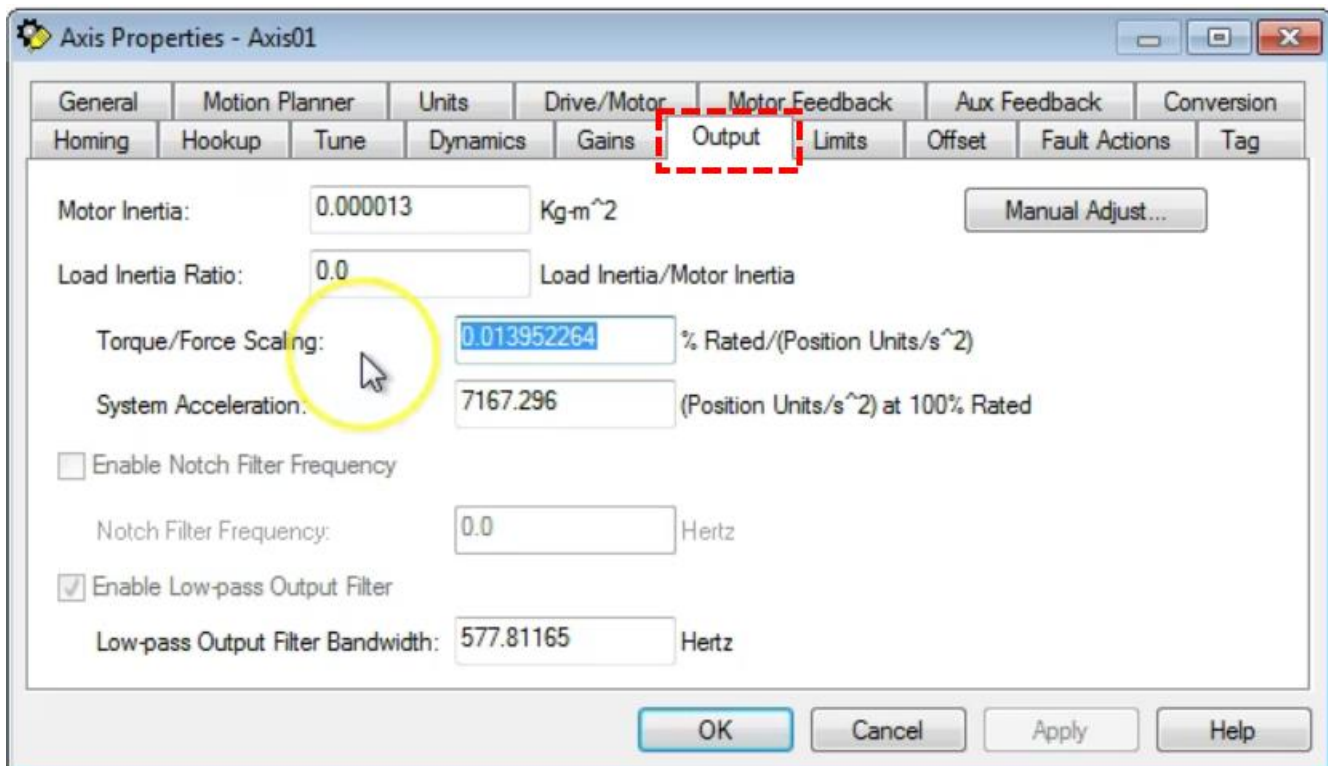 Axis Properties - Axis01
General Motion Planner Units Drive/Motor Motor Feedback Aux Feedback Conversion
Homing Hookup Tune Dynamics Gains Output Limits Offset Fault Actions Tag
Motor Inertia: 0.000013 Kg-m^2 Manual Adjust...
Load Inertia Ratio: 0.0 Load Inertia/Motor Inertia
Torque/Force Scaling: 0.013952264 % Rated/(Position Units/s^2)
System Acceleration: 7167.296 (Position Units/s^2) at 100% Rated
Enable Notch Filter Frequency
Notch Filter Frequency: 0.0 Hertz
Enable Low-pass Output Filter
Low-pass Output Filter Bandwidth: 577.81165 Hertz
OK Cancel Apply Help